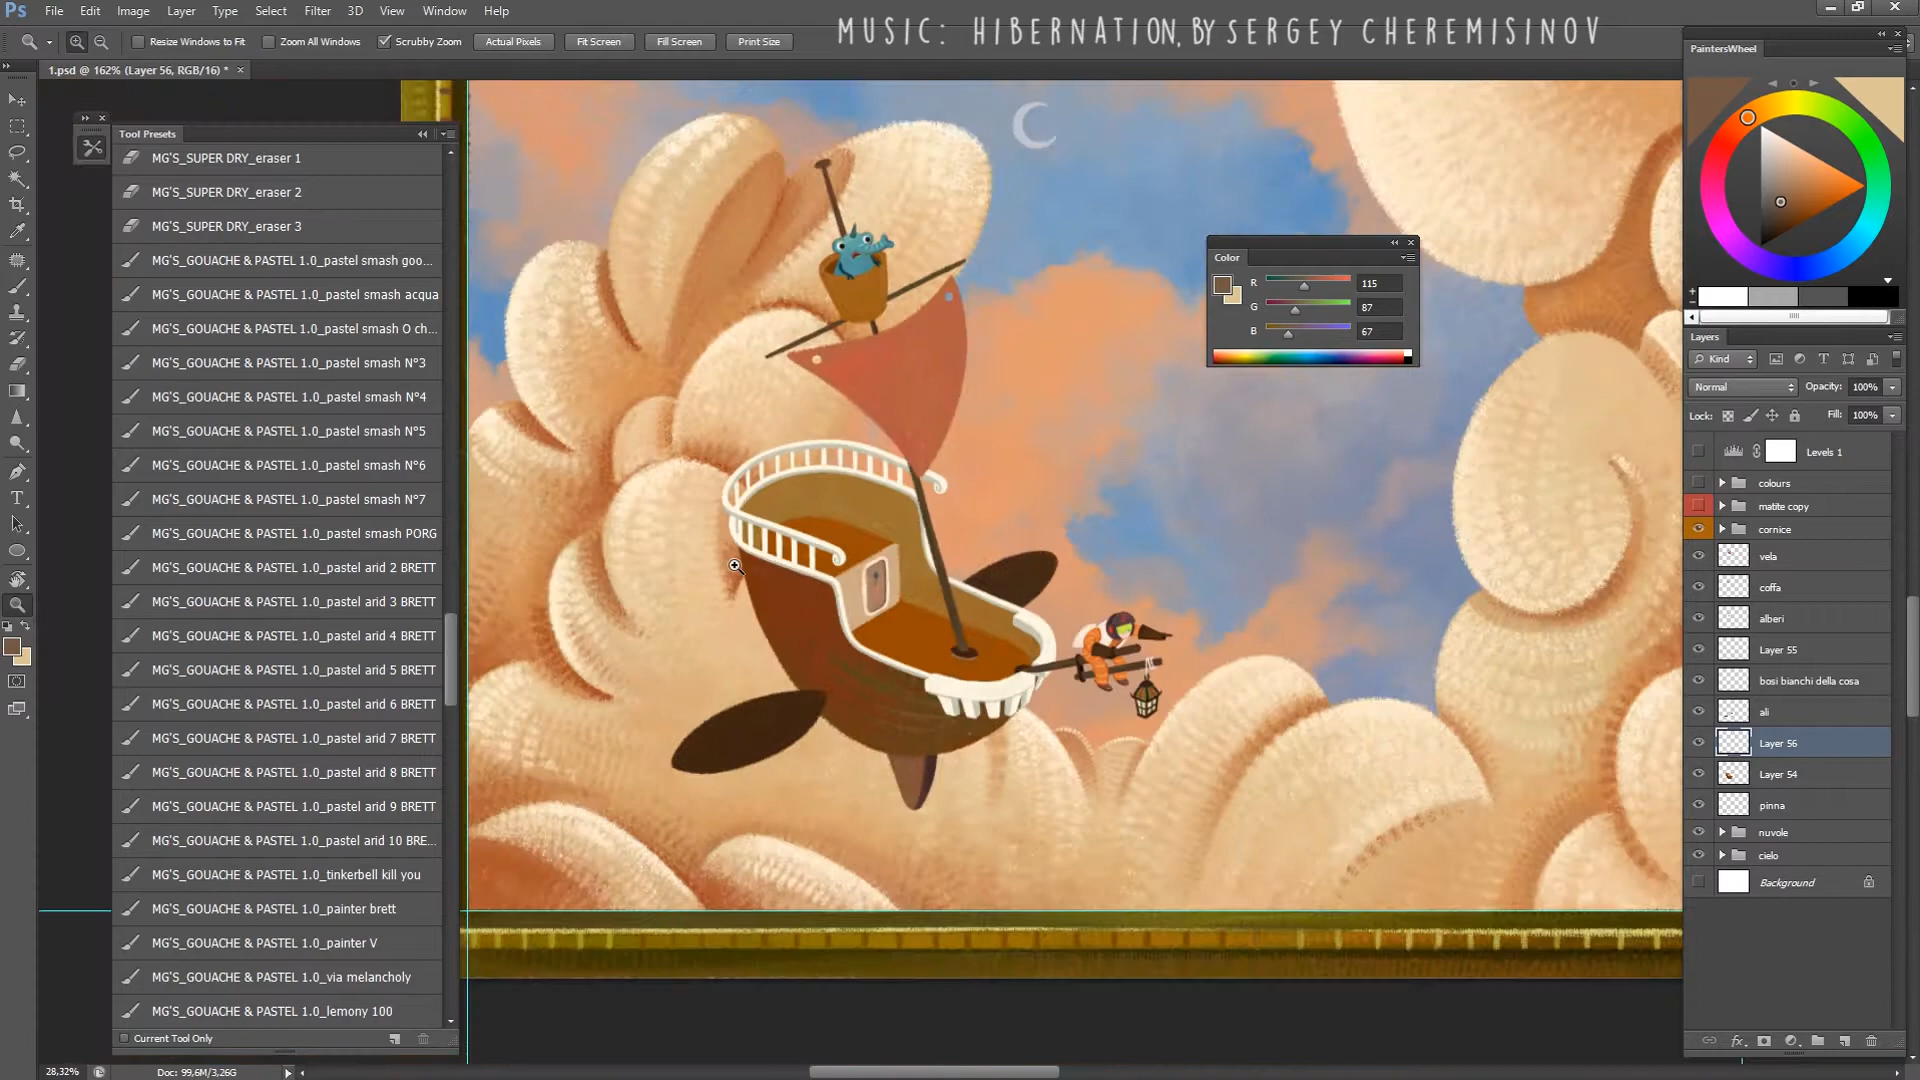 Ps File Edit Image Layer Type Select Filter 3D View Window Help
MUSIC: HIBERNATION, BY SERGEY CHEREMISINOV
Resize Windows to Fit Zoom All Windows Scrubby Zoom Actual Pixels Fit Screen Fill Screen Print Size
1.psd @ 162% (Layer 56, RGB/16) *
Tool Presets
MG'S_SUPER DRY_eraser 1
MG'S_SUPER DRY_eraser 2
MG'S_SUPER DRY_eraser 3
MG'S_GOUACHE & PASTEL 1.0_pastel smash goo...
MG'S_GOUACHE & PASTEL 1.0_pastel smash acqua
MG'S_GOUACHE & PASTEL 1.0_pastel smash O ch...
MG'S_GOUACHE & PASTEL 1.0_pastel smash N°3
MG'S_GOUACHE & PASTEL 1.0_pastel smash N°4
MG'S_GOUACHE & PASTEL 1.0_pastel smash N°5
MG'S_GOUACHE & PASTEL 1.0_pastel smash N°6
MG'S_GOUACHE & PASTEL 1.0_pastel smash N°7
MG'S_GOUACHE & PASTEL 1.0_pastel smash PORG
MG'S_GOUACHE & PASTEL 1.0_pastel arid 2 BRETT
MG'S_GOUACHE & PASTEL 1.0_pastel arid 3 BRETT
MG'S_GOUACHE & PASTEL 1.0_pastel arid 4 BRETT
MG'S_GOUACHE & PASTEL 1.0_pastel arid 5 BRETT
MG'S_GOUACHE & PASTEL 1.0_pastel arid 6 BRETT
MG'S_GOUACHE & PASTEL 1.0_pastel arid 7 BRETT
MG'S_GOUACHE & PASTEL 1.0_pastel arid 8 BRETT
MG'S_GOUACHE & PASTEL 1.0_pastel arid 9 BRETT
MG'S_GOUACHE & PASTEL 1.0_pastel arid 10 BRE...
MG'S_GOUACHE & PASTEL 1.0_tinkerbell kill you
MG'S_GOUACHE & PASTEL 1.0_painter brett
MG'S_GOUACHE & PASTEL 1.0_painter V
MG'S_GOUACHE & PASTEL 1.0_via melancholy
MG'S_GOUACHE & PASTEL 1.0_lemony 100
Current Tool Only
28,32% Doc: 99,6M/3,26G
Color
R 115
G 87
B 67
PaintersWheel
Layers
Kind
Normal Opacity: 100%
Lock: Fill: 100%
Levels 1
colours
matite copy
cornice
vela
coffa
alberi
Layer 55
bosi bianchi della cosa
ali
Layer 56
Layer 54
pinna
nuvole
cielo
Background
fx